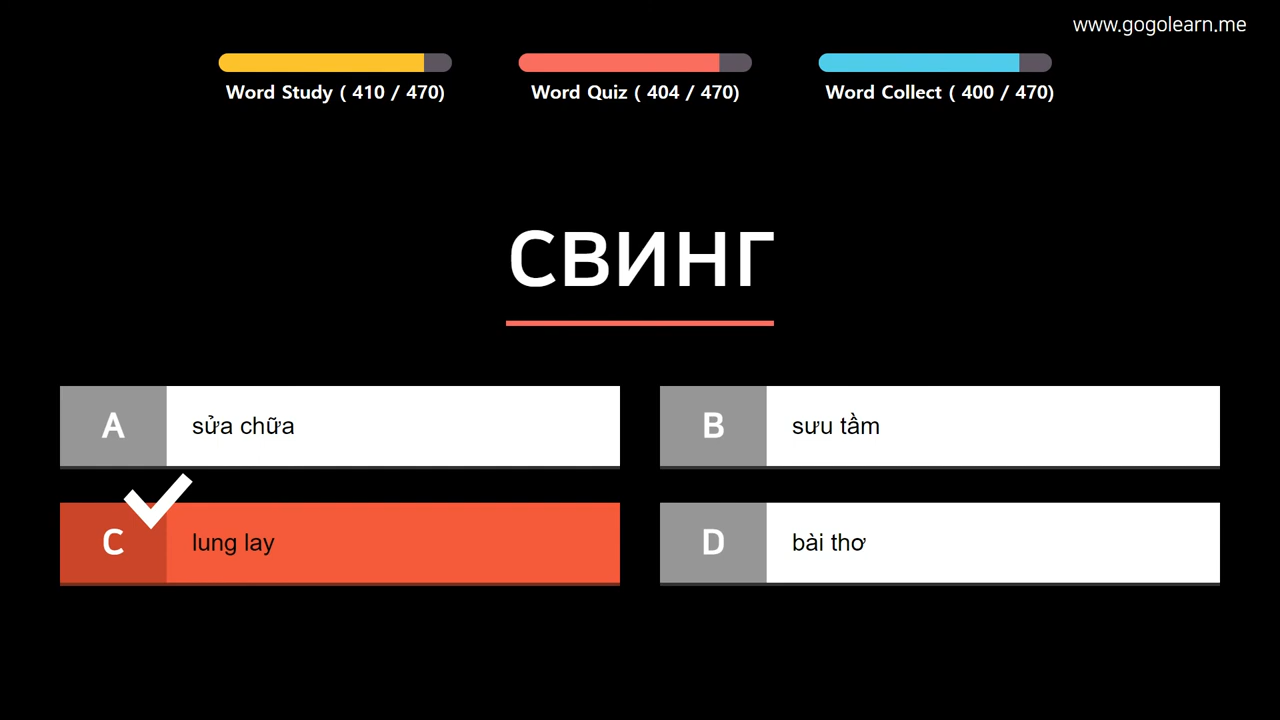 www.gogolearn.me
Word Study ( 410 / 470)
Word Quiz ( 404 / 470)
Word Collect ( 400 / 470)
СВИНГ
A
sửa chữa
B
sưu tầm
C
lung lay
D
bài thơ